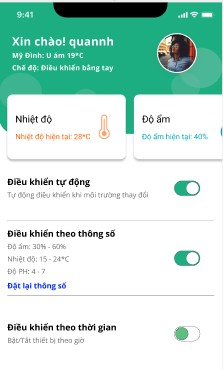 9:41
Xin chào! quannh
Mỹ Đình: U ám 19°C
Chế độ: Điều khiển bằng tay
Nhiệt độ
Nhiệt độ hiện tại: 28°C
Độ ẩm
Độ ẩm hiện tại: 40%
Điều khiển tự động
Tự động điều khiển khi môi trường thay đổi
Điều khiển theo thông số
Độ ẩm: 30% - 60%
Nhiệt độ: 15 - 24°C
Độ PH: 4 - 7
Đặt lại thông số
Điều khiển theo thời gian
Bật/Tắt thiết bị theo giờ